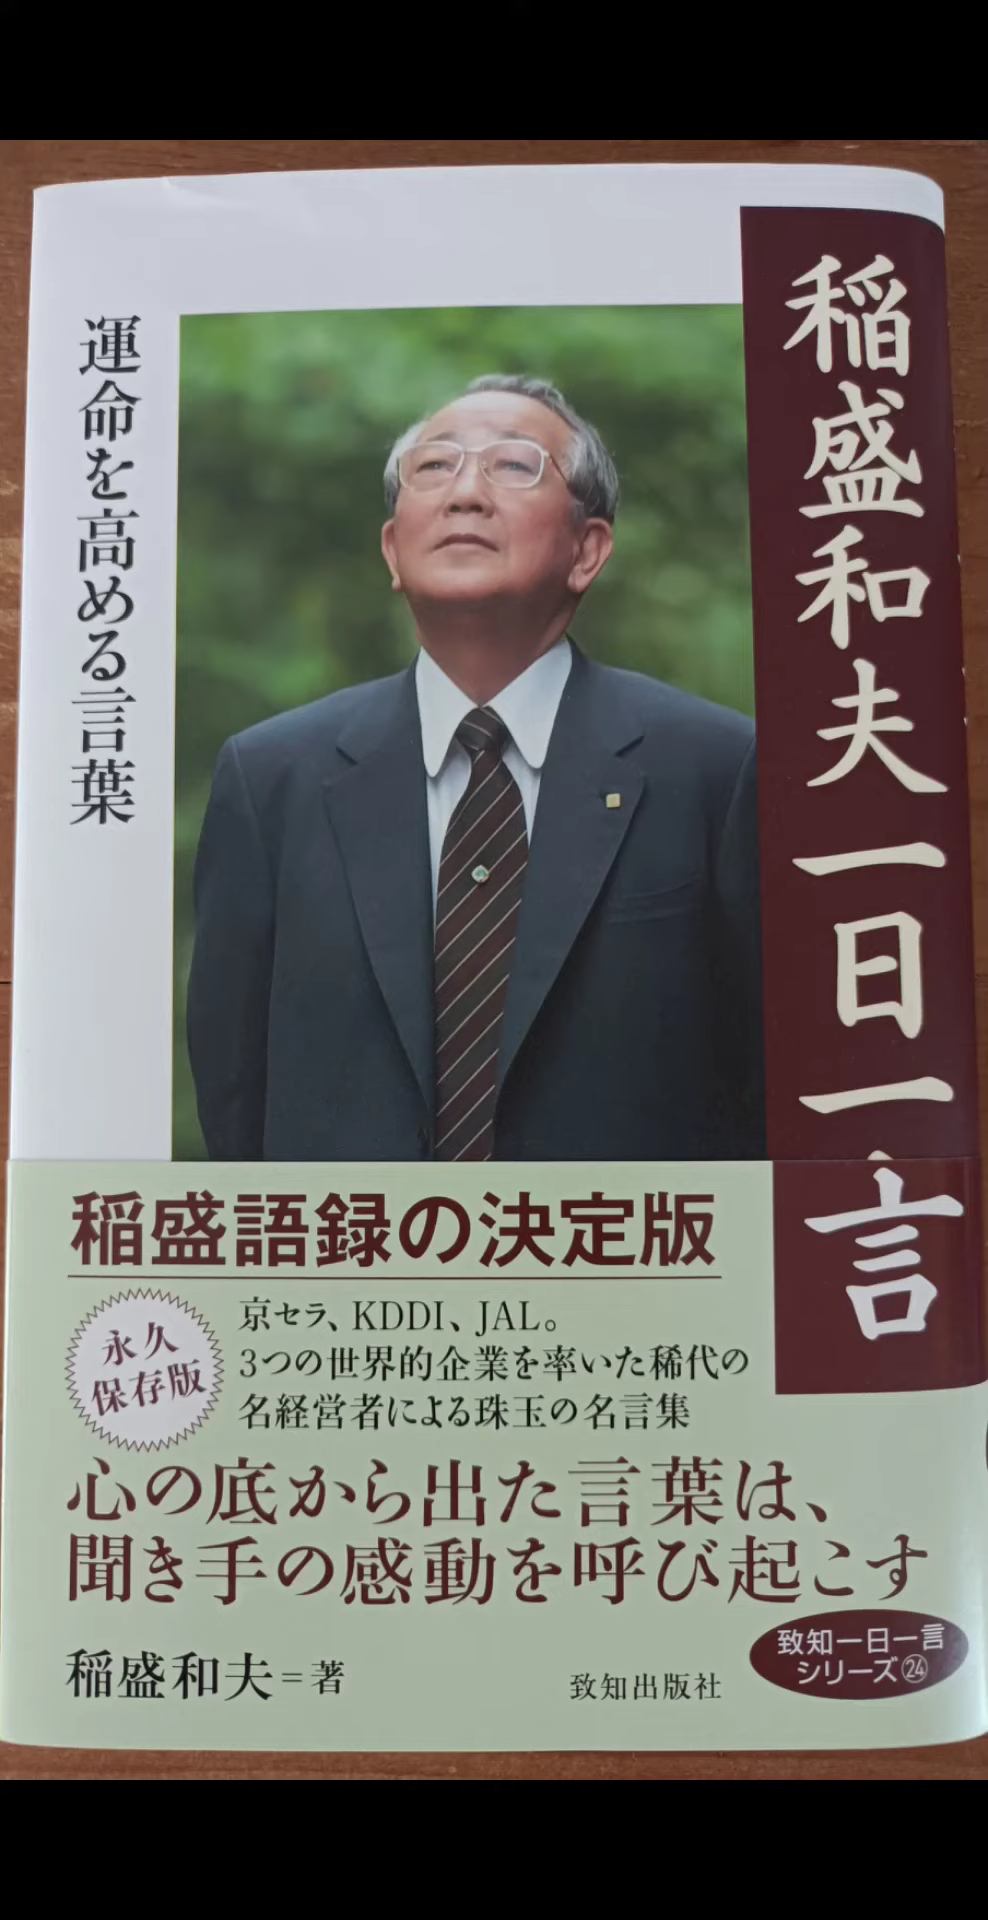 稲盛和夫一日一言
運命を高める言葉
稲盛語録の決定版
永久
保存版
京セラ、KDDI、JAL。
3つの世界的企業を率いた稀代の
名経営者による珠玉の名言集
心の底から出た言葉は、
聞き手の感動を呼び起こす
稲盛和夫=著
致知出版社
致知一日一言
シリーズ㉔